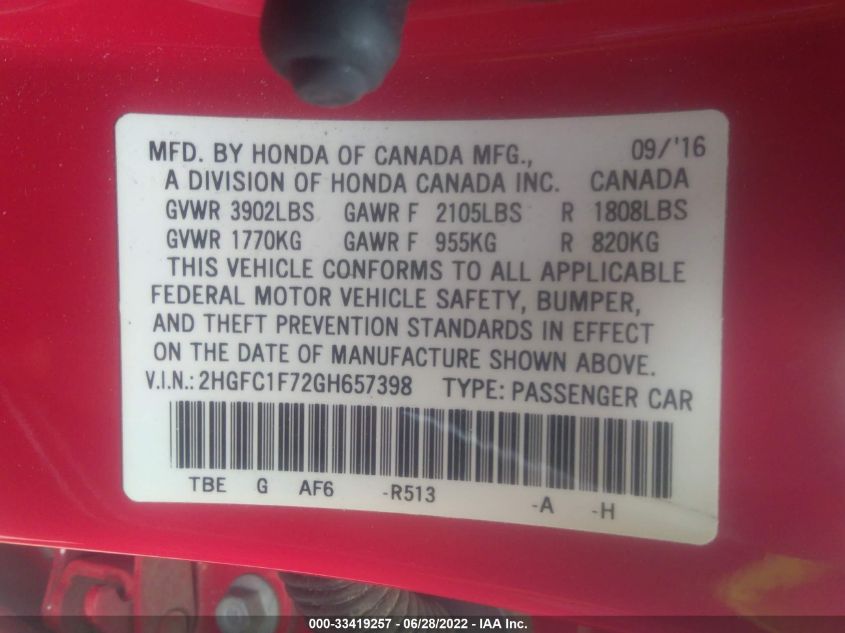 MFD. BY HONDA OF CANADA MFG., 09/'16
A DIVISION OF HONDA CANADA INC. CANADA
GVWR 3902LBS GAWR F 2105LBS R 1808LBS
GVWR 1770KG GAWR F 955KG R 820KG
THIS VEHICLE CONFORMS TO ALL APPLICABLE
FEDERAL MOTOR VEHICLE SAFETY, BUMPER,
AND THEFT PREVENTION STANDARDS IN EFFECT
ON THE DATE OF MANUFACTURE SHOWN ABOVE.
V.I.N.: 2HGFC1F72GH657398 TYPE: PASSENGER CAR
TBE G AF6 -R513 -A -H
000-33419257 - 06/28/2022 - IAA Inc.